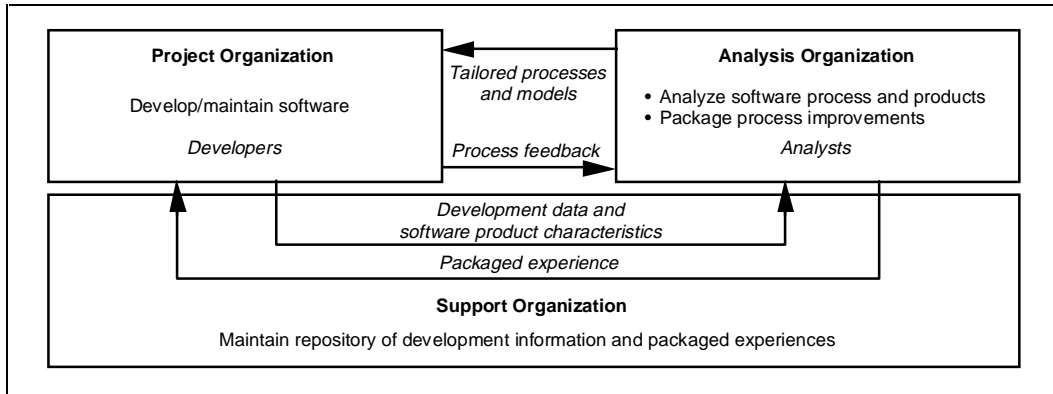 Project Organization
Develop/maintain software
Developers
Tailored processes
and models
Process feedback
Analysis Organization
• Analyze software process and products
• Package process improvements
Analysts
Development data and
software product characteristics
Packaged experience
Support Organization
Maintain repository of development information and packaged experiences